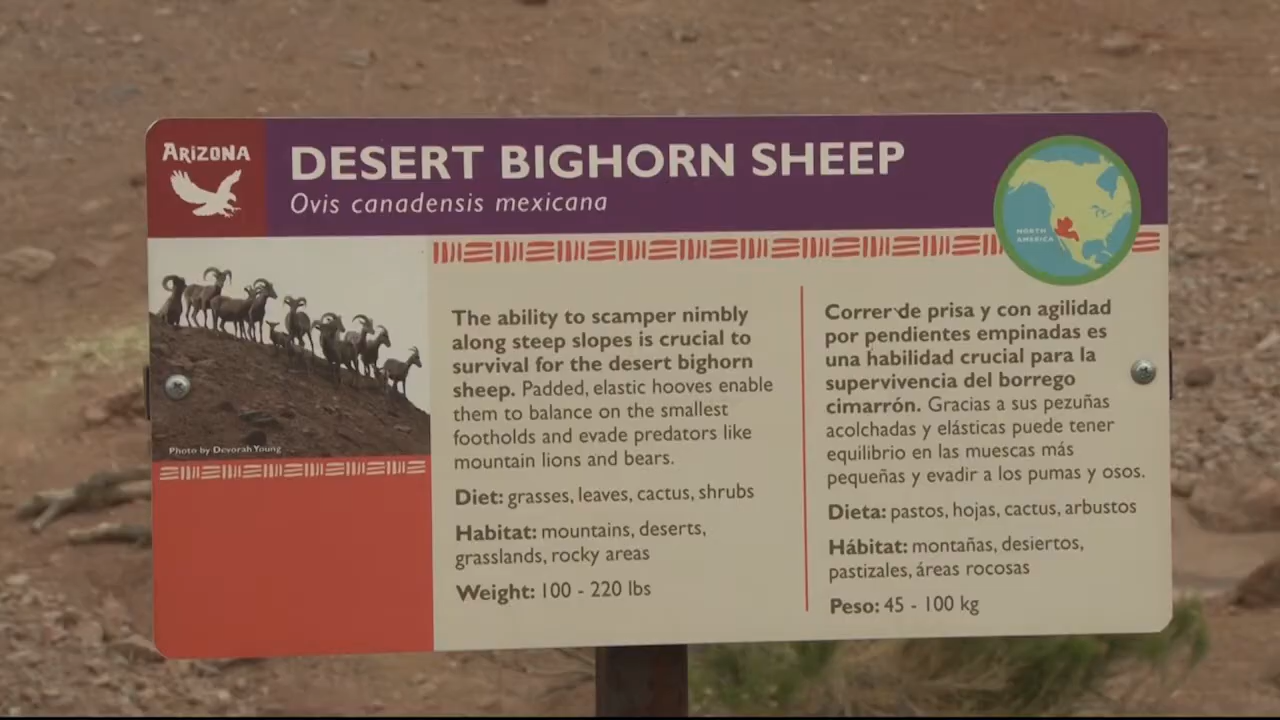 ARIZONA
DESERT BIGHORN SHEEP
Ovis canadensis mexicana
NORTH
AMERICA
Photo by Devorah Young
The ability to scamper nimbly
along steep slopes is crucial to
survival for the desert bighorn
sheep. Padded, elastic hooves enable
them to balance on the smallest
footholds and evade predators like
mountain lions and bears.
Diet: grasses, leaves, cactus, shrubs
Habitat: mountains, deserts,
grasslands, rocky areas
Weight: 100 - 220 lbs
Correr de prisa y con agilidad
por pendientes empinadas es
una habilidad crucial para la
supervivencia del borrego
cimarrón. Gracias a sus pezuñas
acolchadas y elásticas puede tener
equilibrio en las muescas más
pequeñas y evadir a los pumas y osos.
Dieta: pastos, hojas, cactus, arbustos
Hábitat: montañas, desiertos,
pastizales, áreas rocosas
Peso: 45 - 100 kg